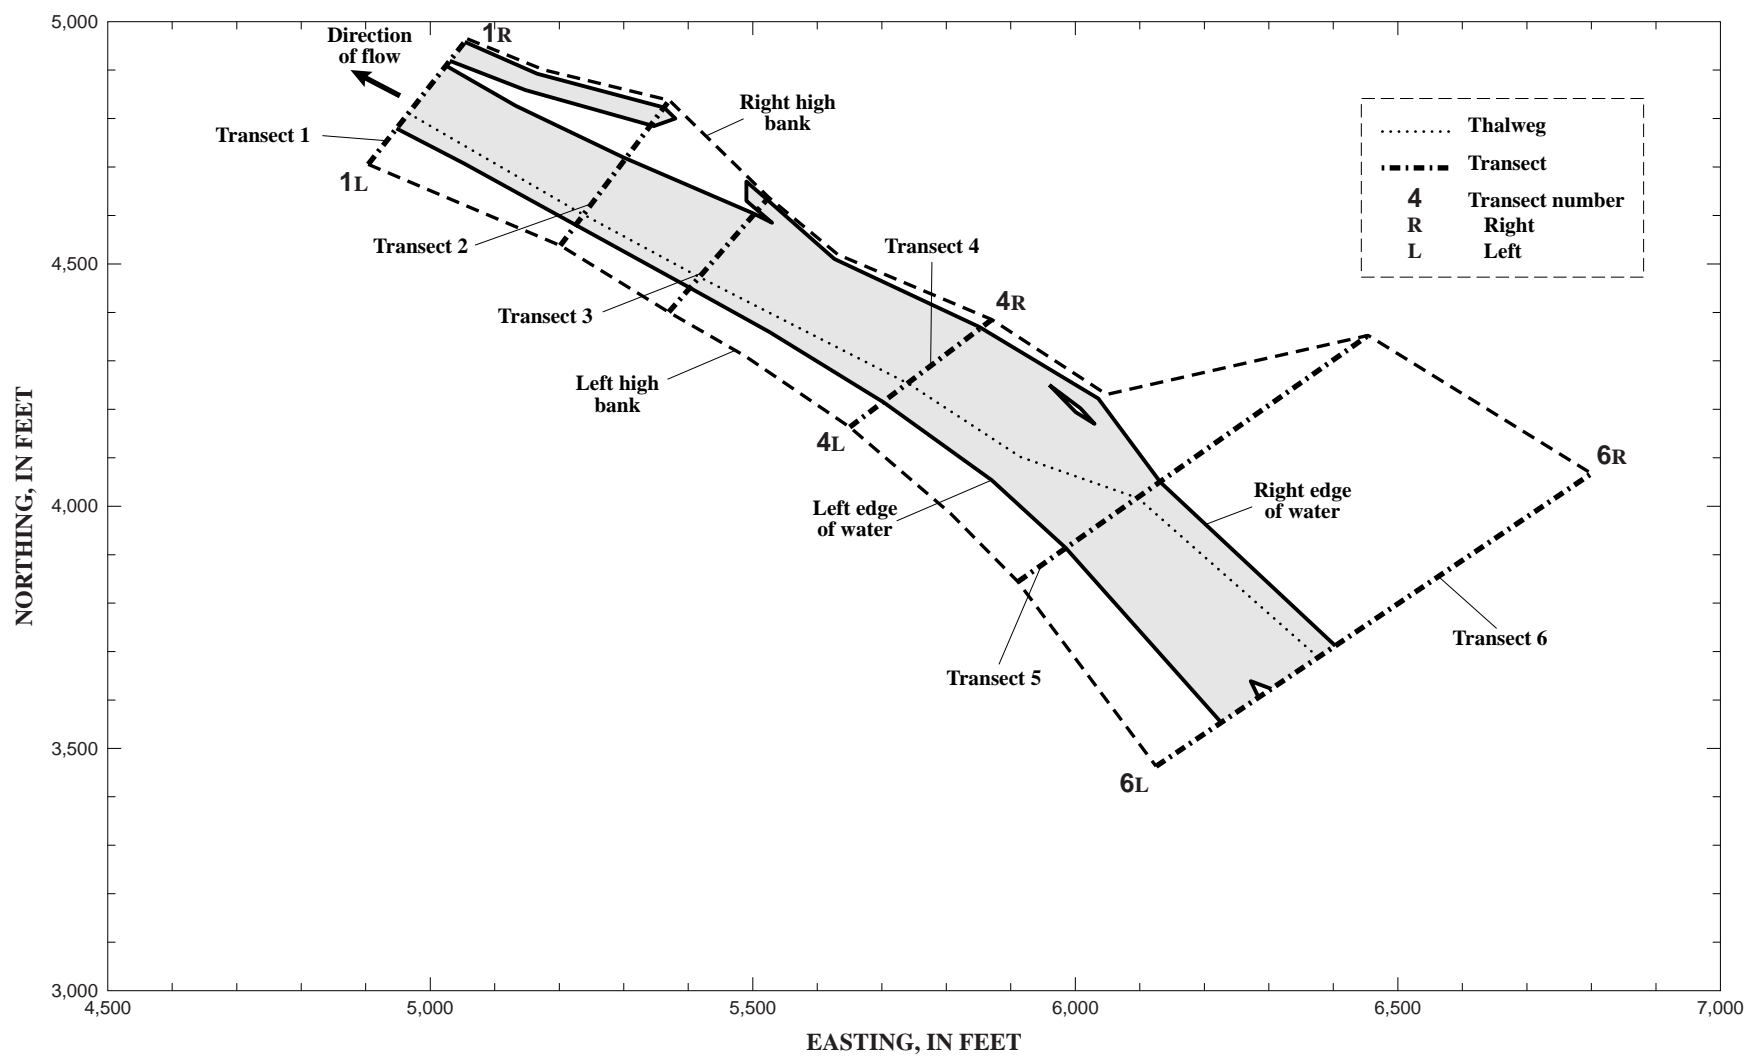 5,000
4,500
4,000
3,500
3,000
NORTHING, IN FEET
Direction
of flow
1R
Transect 1
1L
Right high
bank
Transect 2
Transect 3
Transect 4
4R
Left high
bank
4L
Left edge
of water
Right edge
of water
6R
Transect 5
Transect 6
6L
Thalweg
Transect
4 Transect number
R Right
L Left
4,500 5,000 5,500 6,000 6,500 7,000
EASTING, IN FEET